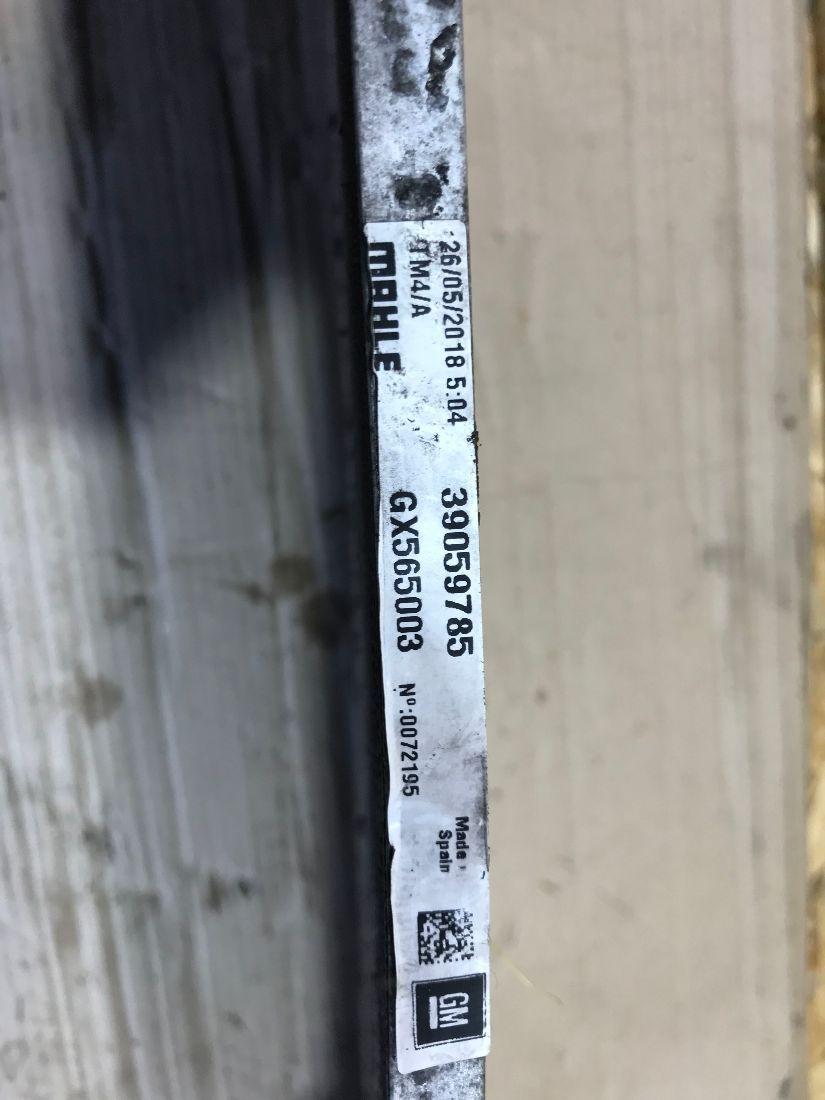 26/05/2018 5:04
TM4/A
MAHLE
39059785
GX565003
Nº:0072195
Made
Spain
GM